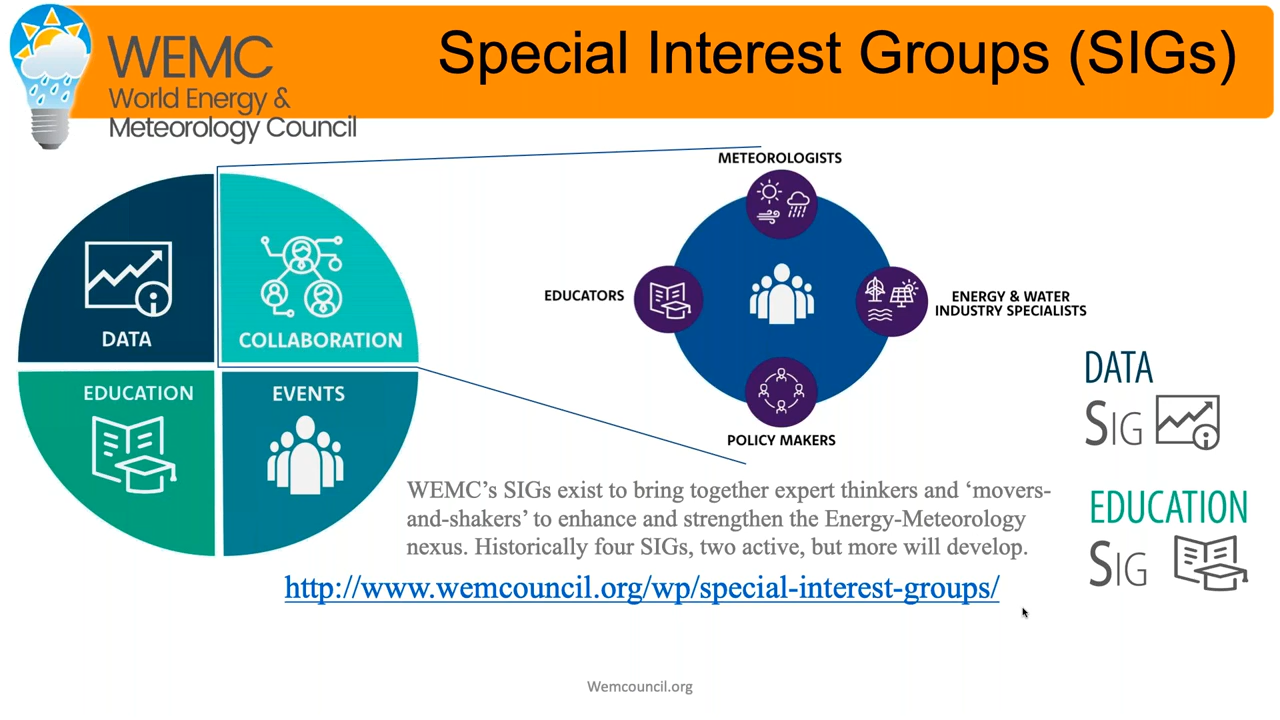 WEMC
World Energy &
Meteorology Council
Special Interest Groups (SIGs)
DATA
COLLABORATION
EDUCATION
EVENTS
METEOROLOGISTS
EDUCATORS
ENERGY & WATER
INDUSTRY SPECIALISTS
POLICY MAKERS
DATA
SIG
EDUCATION
SIG
WEMC’s SIGs exist to bring together expert thinkers and ‘movers-
and-shakers’ to enhance and strengthen the Energy-Meteorology
nexus. Historically four SIGs, two active, but more will develop.
http://www.wemcouncil.org/wp/special-interest-groups/
Wemcouncil.org